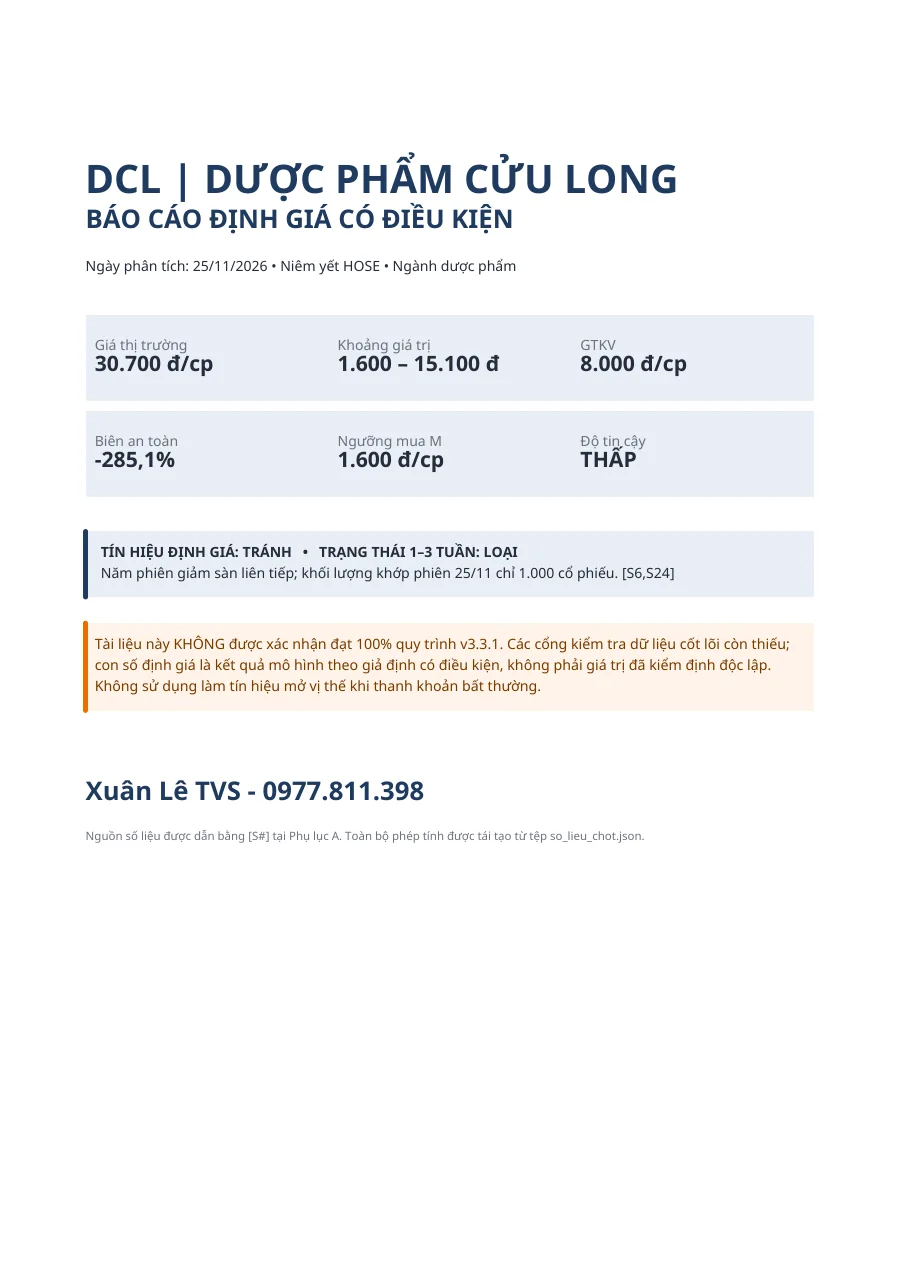 DCL | DƯỢC PHẨM CỬU LONG
BÁO CÁO ĐỊNH GIÁ CÓ ĐIỀU KIỆN
Ngày phân tích: 25/11/2026 • Niêm yết HOSE • Ngành dược phẩm
Giá thị trường
30.700 đ/cp
Khoảng giá trị
1.600 – 15.100 đ
GTKV
8.000 đ/cp
Biên an toàn
-285,1%
Ngưỡng mua M
1.600 đ/cp
Độ tin cậy
THẤP
TÍN HIỆU ĐỊNH GIÁ: TRÁNH • TRẠNG THÁI 1–3 TUẦN: LOẠI
Năm phiên giảm sàn liên tiếp; khối lượng khớp phiên 25/11 chỉ 1.000 cổ phiếu. [S6,S24]
Tài liệu này KHÔNG được xác nhận đạt 100% quy trình v3.3.1. Các cổng kiểm tra dữ liệu cốt lõi còn thiếu;
con số định giá là kết quả mô hình theo giả định có điều kiện, không phải giá trị đã kiểm định độc lập.
Không sử dụng làm tín hiệu mở vị thế khi thanh khoản bất thường.
Xuân Lê TVS - 0977.811.398
Nguồn số liệu được dẫn bằng [S#] tại Phụ lục A. Toàn bộ phép tính được tái tạo từ tệp so_lieu_chot.json.